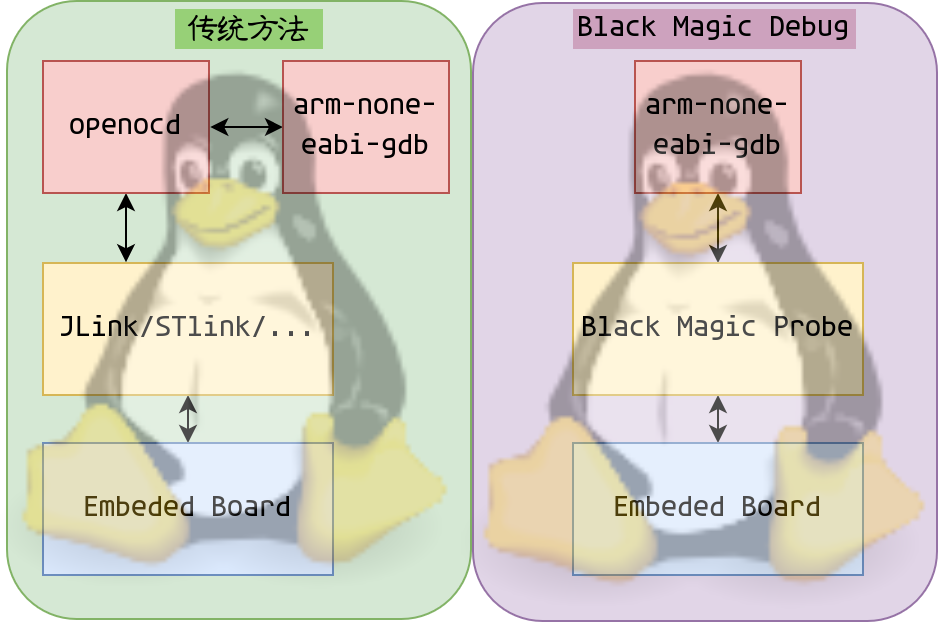 传统方法
openocd
arm-none-
eabi-gdb
JLink/STlink/...
Embeded Board
Black Magic Debug
arm-none-
eabi-gdb
Black Magic Probe
Embeded Board